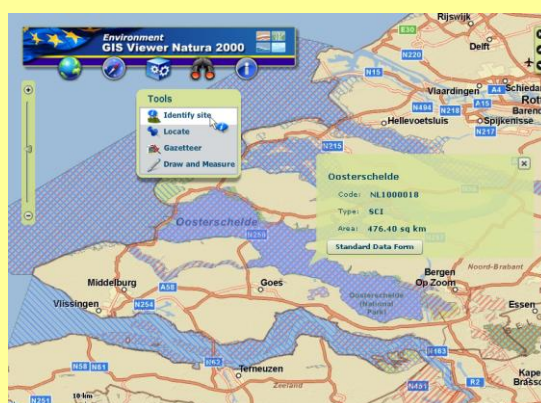 Environment
GIS Viewer Natura 2000
Tools
Identify site
Locate
Gazetteer
Draw and Measure
Rijswijk
E30
Delft
N220
N15
Vlaardingen
A4
Schiedam
N494
N218
A15
Hellevoetsluis
Spijkenisse
N217
N215
Oosterschelde
Code: NL1000018
Type: SCI
Area: 476.40 sq km
Standard Data Form
Oosterschelde
N259
Middelburg
A58
Goes
Bergen
Op Zoom
Noord-Brabant
Vlissingen
N254
Oosterschelde
(National
Park)
Essen
N58
N61
N62
Terneuzen
Zeeland
R2
N251
N451
10 km